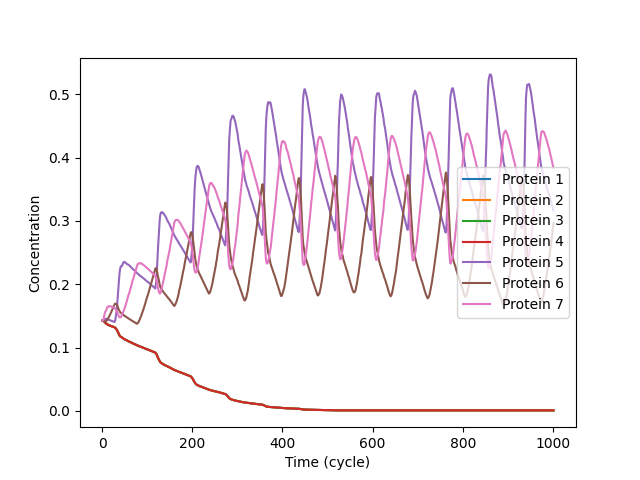 0.5
0.4
0.3
0.2
0.1
0.0
Concentration
0
200
400
600
800
1000
Time (cycle)
Protein 1
Protein 2
Protein 3
Protein 4
Protein 5
Protein 6
Protein 7